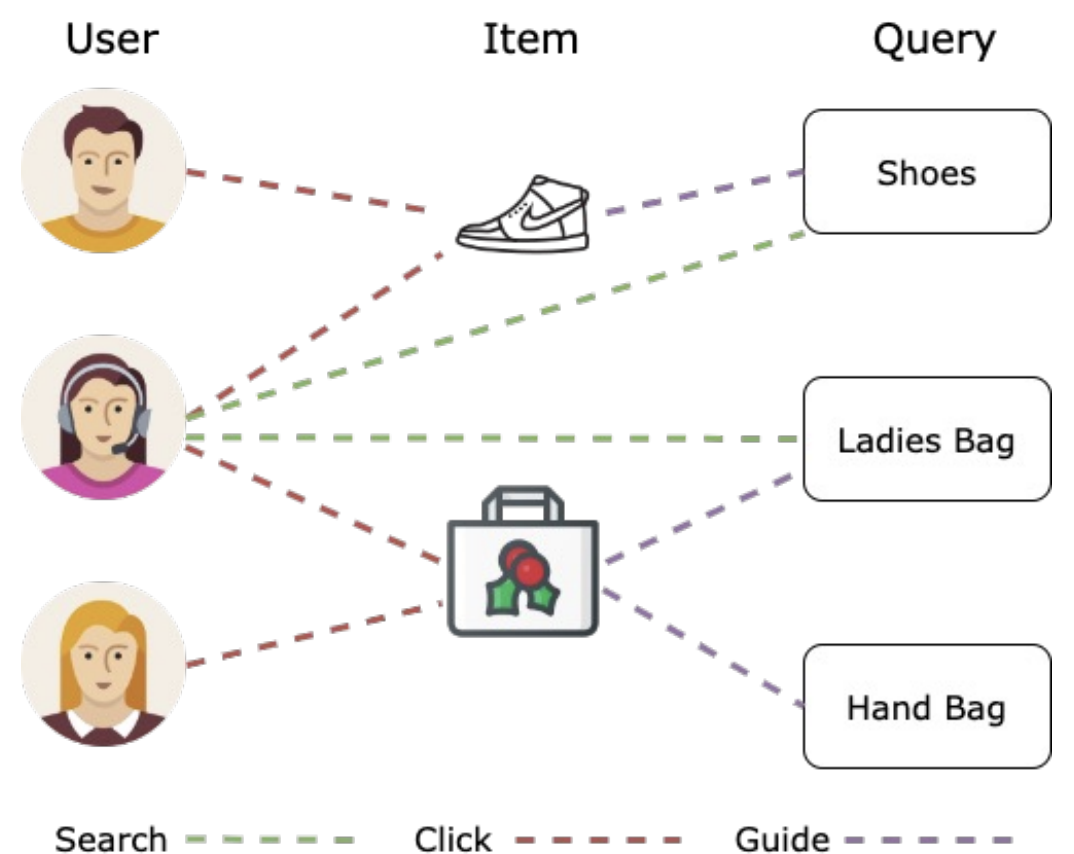 User Item Query
Shoes
Ladies Bag
Hand Bag
Search Click Guide